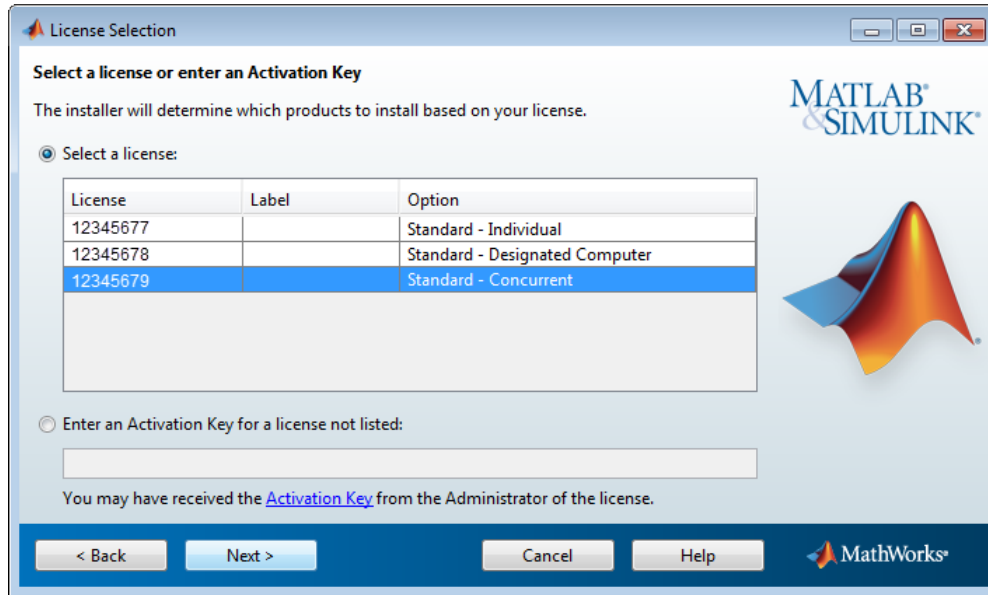 License Selection
Select a license or enter an Activation Key
The installer will determine which products to install based on your license.
MATLAB®
&SIMULINK®
Select a license:
License Label Option
12345677 Standard - Individual
12345678 Standard - Designated Computer
12345679 Standard - Concurrent
®
Enter an Activation Key for a license not listed:
You may have received the Activation Key from the Administrator of the license.
< Back Next > Cancel Help MathWorks®